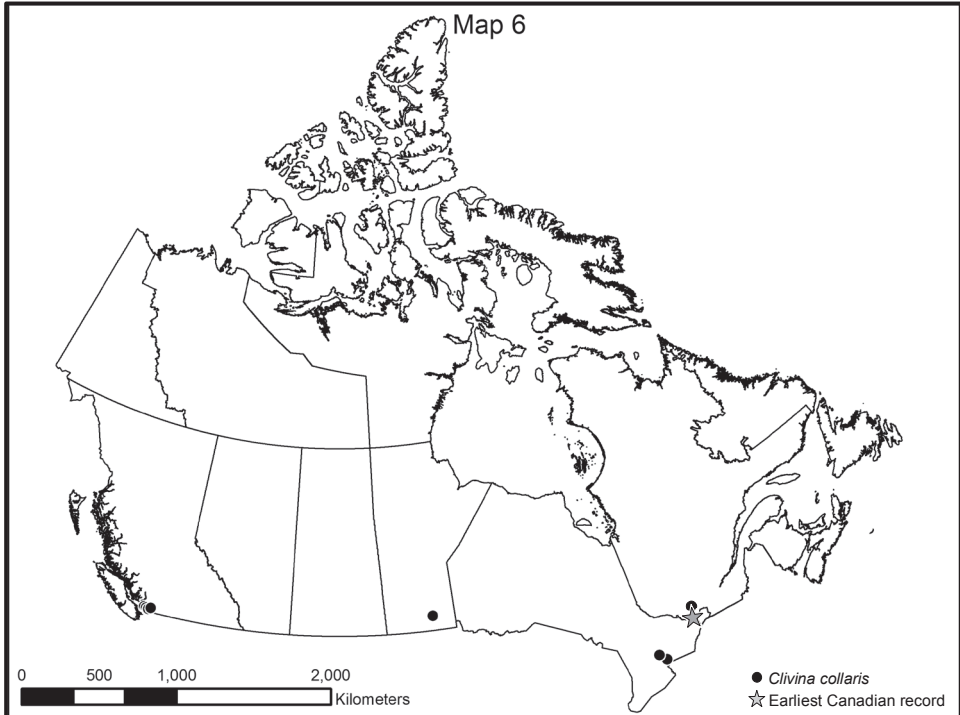 Map 6
0 500 1,000 2,000
Kilometers
Clivina collaris
Earliest Canadian record